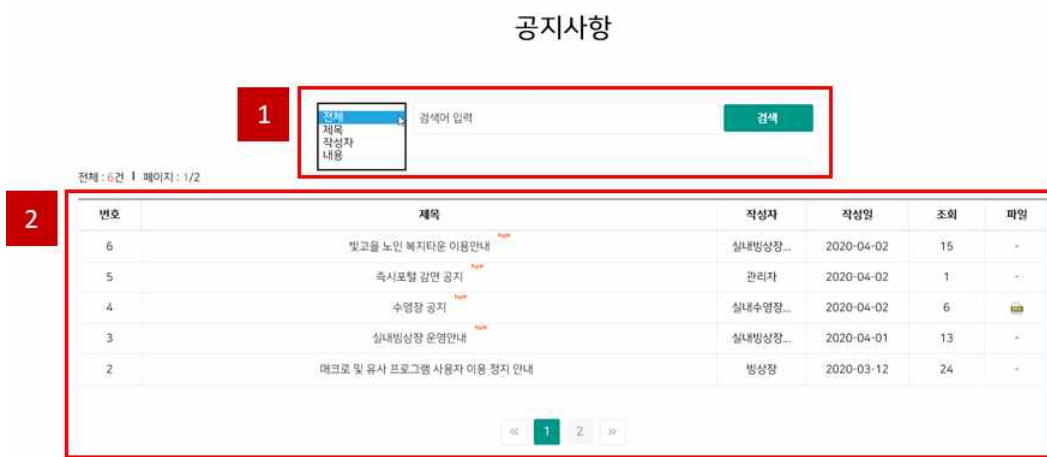 공지사항
1
전체
검색어 입력
검색
제목
작성자
내용
전체 : 6건 | 페이지 : 1/2
2
번호 제목 작성자 작성일 조회 파일
6 빛고을 노인 복지타운 이용안내 실내빙상장... 2020-04-02 15 -
5 즉시포털 감면 공지 관리자 2020-04-02 1 -
4 수영장 공지 실내수영장... 2020-04-02 6
3 실내빙상장 운영안내 실내빙상장... 2020-04-01 13 -
2 매크로 및 유사 프로그램 사용자 이용 정지 안내 빙상장 2020-03-12 24 -
« 1 2 »